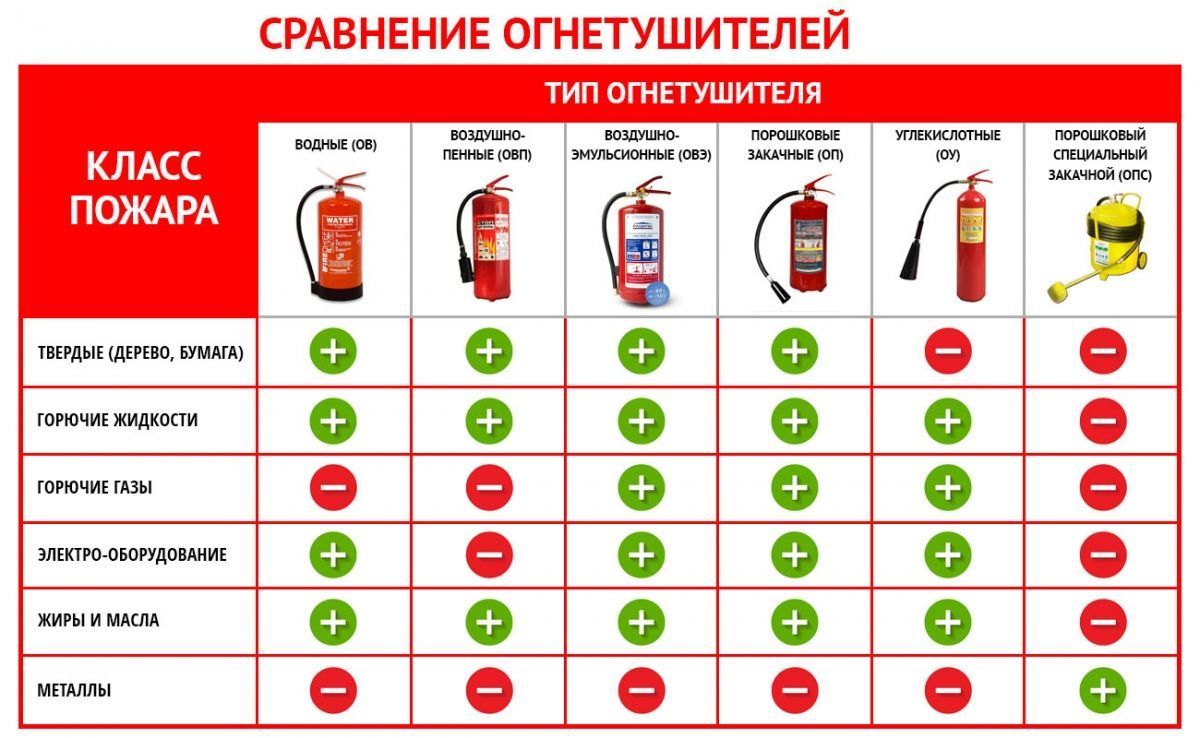 СРАВНЕНИЕ ОГНЕТУШИТЕЛЕЙ
ТИП ОГНЕТУШИТЕЛЯ
КЛАСС
ПОЖАРА
ВОДНЫЕ (ОВ)
ВОЗДУШНО-
ПЕННЫЕ (ОВП)
ВОЗДУШНО-
ЭМУЛЬСИОННЫЕ (ОВЭ)
ПОРОШКОВЫЕ
ЗАКАЧНЫЕ (ОП)
УГЛЕКИСЛОТНЫЕ
(ОУ)
ПОРОШКОВЫЙ
СПЕЦИАЛЬНЫЙ
ЗАКАЧНОЙ (ОПС)
WATER
ТВЕРДЫЕ (ДЕРЕВО, БУМАГА)
ГОРЮЧИЕ ЖИДКОСТИ
ГОРЮЧИЕ ГАЗЫ
ЭЛЕКТРО-ОБОРУДОВАНИЕ
ЖИРЫ И МАСЛА
МЕТАЛЛЫ